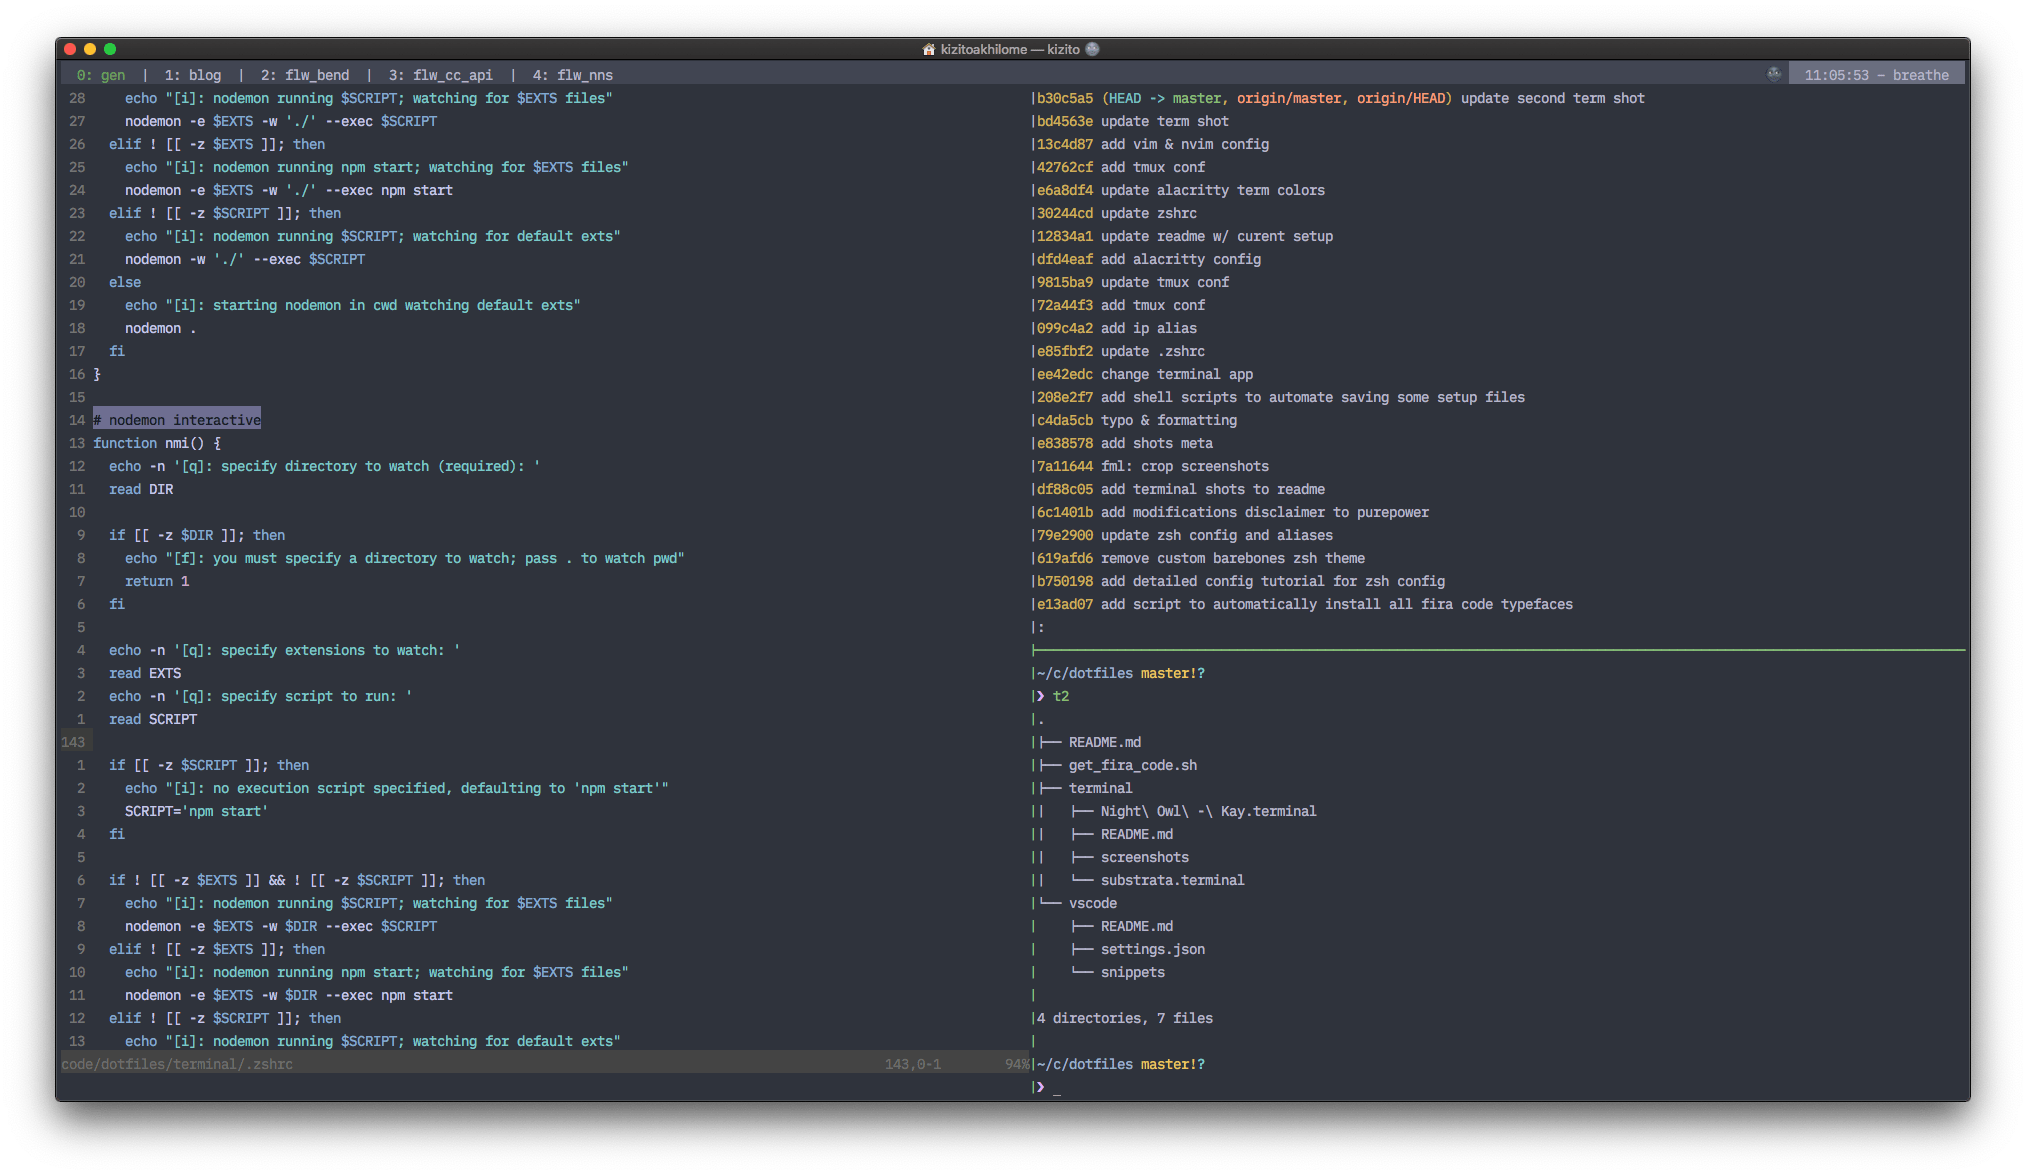 kizitoakhilome — kizito
0: gen | 1: blog | 2: flw_bend | 3: flw_cc_api | 4: flw_nns
11:05:53 - breathe
28 echo "[i]: nodemon running $SCRIPT; watching for $EXTS files"
27 nodemon -e $EXTS -w './' --exec $SCRIPT
26 elif ! [[ -z $EXTS ]]; then
25 echo "[i]: nodemon running npm start; watching for $EXTS files"
24 nodemon -e $EXTS -w './' --exec npm start
23 elif ! [[ -z $SCRIPT ]]; then
22 echo "[i]: nodemon running $SCRIPT; watching for default exts"
21 nodemon -w './' --exec $SCRIPT
20 else
19 echo "[i]: starting nodemon in cwd watching default exts"
18 nodemon .
17 fi
16 }
15
14 # nodemon interactive
13 function nmi() {
12 echo -n '[q]: specify directory to watch (required): '
11 read DIR
10
9 if [[ -z $DIR ]]; then
8 echo "[f]: you must specify a directory to watch; pass . to watch pwd"
7 return 1
6 fi
5
4 echo -n '[q]: specify extensions to watch: '
3 read EXTS
2 echo -n '[q]: specify script to run: '
1 read SCRIPT
143
1 if [[ -z $SCRIPT ]]; then
2 echo "[i]: no execution script specified, defaulting to 'npm start'"
3 SCRIPT='npm start'
4 fi
5
6 if ! [[ -z $EXTS ]] && ! [[ -z $SCRIPT ]]; then
7 echo "[i]: nodemon running $SCRIPT; watching for $EXTS files"
8 nodemon -e $EXTS -w $DIR --exec $SCRIPT
9 elif ! [[ -z $EXTS ]]; then
10 echo "[i]: nodemon running npm start; watching for $EXTS files"
11 nodemon -e $EXTS -w $DIR --exec npm start
12 elif ! [[ -z $SCRIPT ]]; then
13 echo "[i]: nodemon running $SCRIPT; watching for default exts"
code/dotfiles/terminal/.zshrc 143,0-1 94%
b30c5a5 (HEAD -> master, origin/master, origin/HEAD) update second term shot
bd4563e update term shot
13c4d87 add vim & nvim config
42762cf add tmux conf
e6a8df4 update alacritty term colors
30244cd update zshrc
12834a1 update readme w/ curent setup
dfd4eaf add alacritty config
9815ba9 update tmux conf
72a44f3 add tmux conf
099c4a2 add ip alias
e85fbf2 update .zshrc
ee42edc change terminal app
208e2f7 add shell scripts to automate saving some setup files
c4da5cb typo & formatting
e838578 add shots meta
7a11644 fml: crop screenshots
df88c05 add terminal shots to readme
6c1401b add modifications disclaimer to purepower
79e2900 update zsh config and aliases
619afd6 remove custom barebones zsh theme
b750198 add detailed config tutorial for zsh config
e13ad07 add script to automatically install all fira code typefaces
:
~/c/dotfiles master!?
❯ t2
.
├── README.md
├── get_fira_code.sh
├── terminal
│   ├── Night\ Owl\ -\ Kay.terminal
│   ├── README.md
│   ├── screenshots
│   └── substrata.terminal
└── vscode
    ├── README.md
    ├── settings.json
    └── snippets
4 directories, 7 files
~/c/dotfiles master!?
❯ _